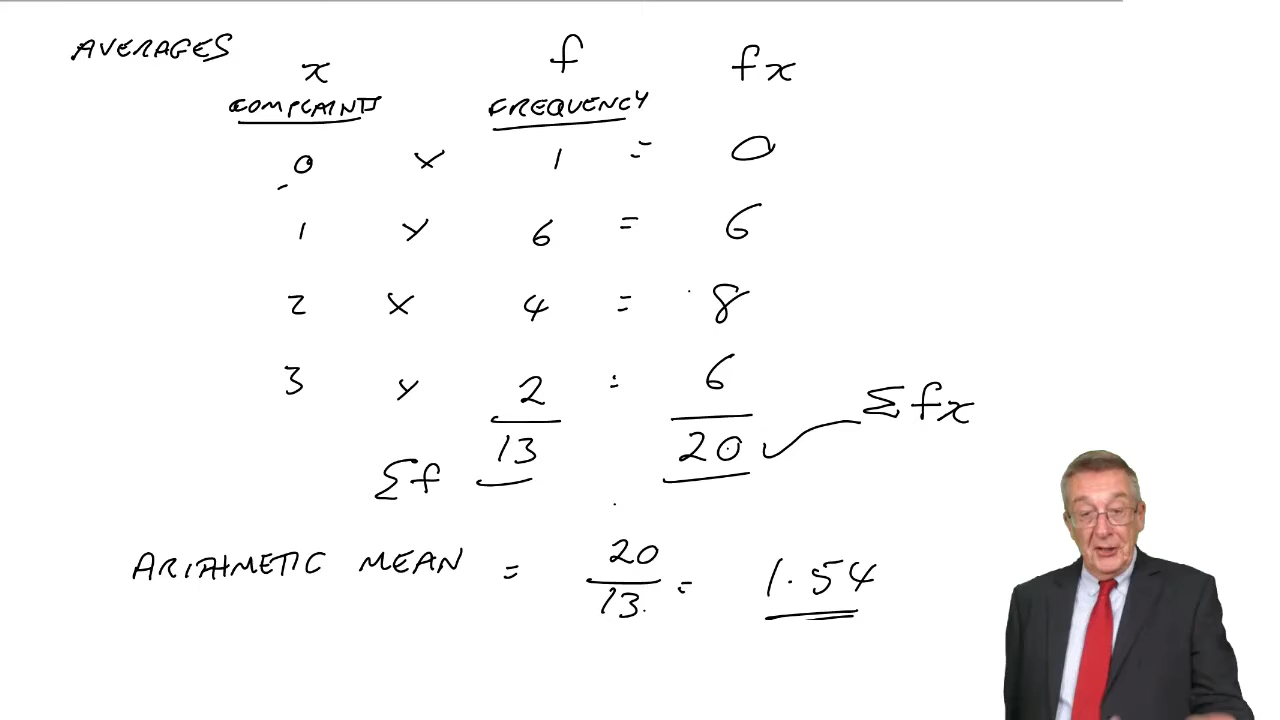 AVERAGES
x f fx
COMPLAINTS FREQUENCY
0 x 1 = 0
1 x 6 = 6
2 x 4 = 8
3 x 2 = 6
13 20 Σfx
Σf
ARITHMETIC MEAN = 20/13 = 1.54